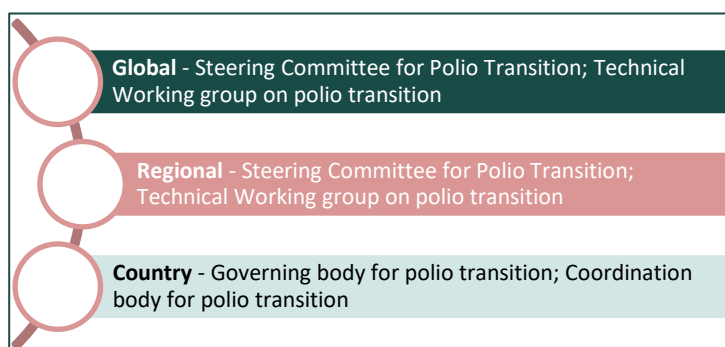 Global - Steering Committee for Polio Transition; Technical
Working group on polio transition
Regional - Steering Committee for Polio Transition;
Technical Working group on polio transition
Country - Governing body for polio transition; Coordination
body for polio transition